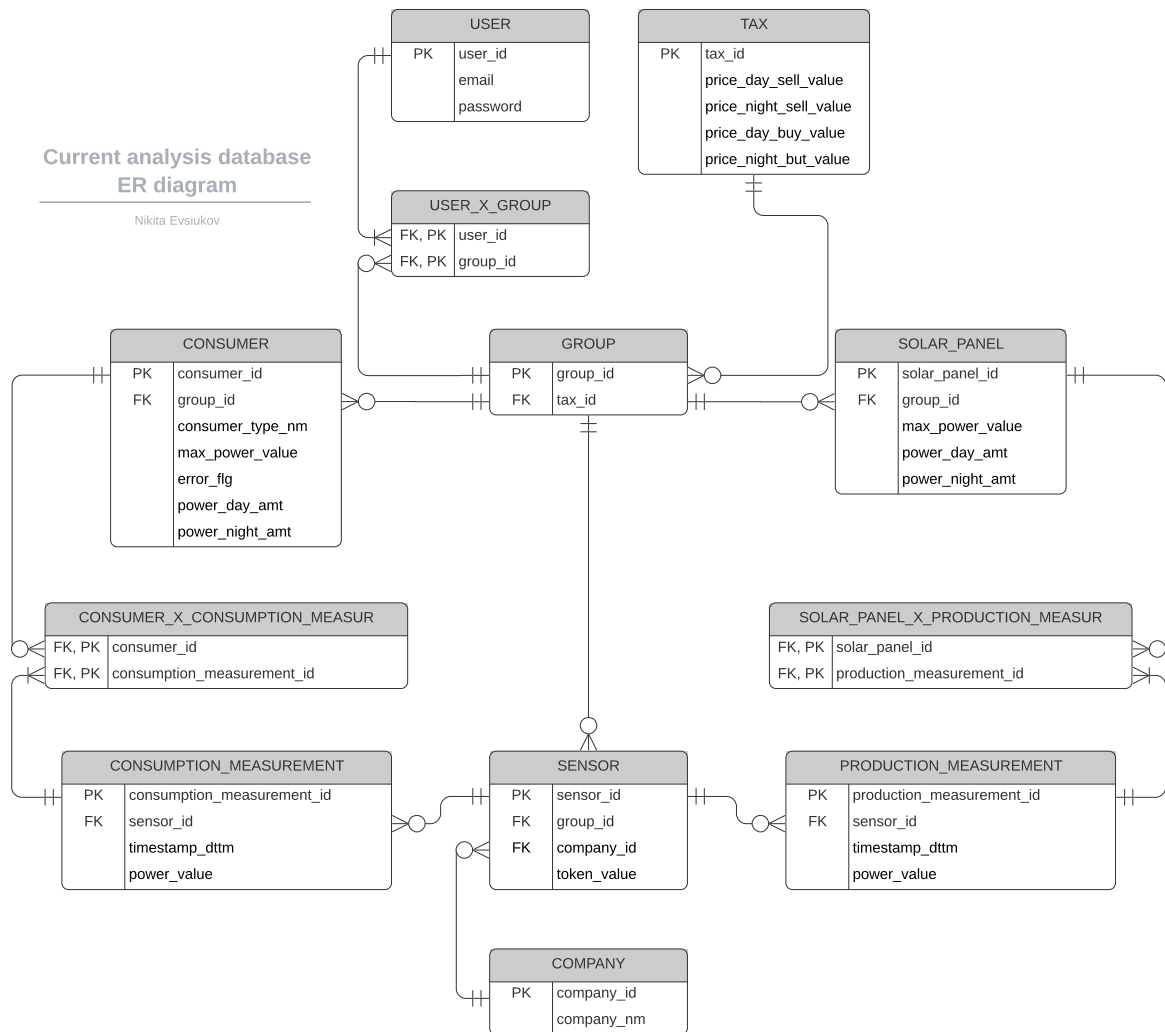 USER
PK user_id
email
password
TAX
PK tax_id
price_day_sell_value
price_night_sell_value
price_day_buy_value
price_night_but_value
Current analysis database
ER diagram
Nikita Evsiukov
USER_X_GROUP
FK, PK user_id
FK, PK group_id
CONSUMER
PK consumer_id
FK group_id
consumer_type_nm
max_power_value
error_flg
power_day_amt
power_night_amt
GROUP
PK group_id
FK tax_id
SOLAR_PANEL
PK solar_panel_id
FK group_id
max_power_value
power_day_amt
power_night_amt
CONSUMER_X_CONSUMPTION_MEASUR
FK, PK consumer_id
FK, PK consumption_measurement_id
SOLAR_PANEL_X_PRODUCTION_MEASUR
FK, PK solar_panel_id
FK, PK production_measurement_id
CONSUMPTION_MEASUREMENT
PK consumption_measurement_id
FK sensor_id
timestamp_dttm
power_value
SENSOR
PK sensor_id
FK group_id
FK company_id
token_value
PRODUCTION_MEASUREMENT
PK production_measurement_id
FK sensor_id
timestamp_dttm
power_value
COMPANY
PK company_id
company_nm